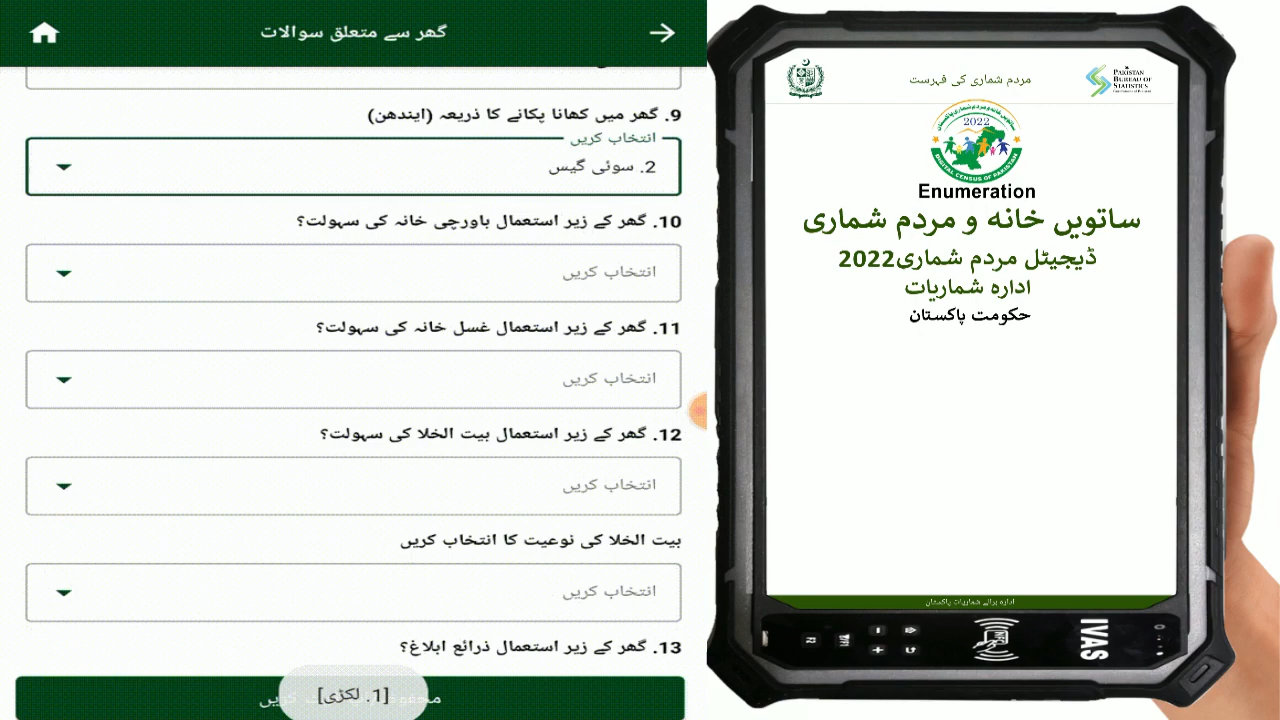 گھر سے متعلق سوالات
9. گھر میں کھانا پکانے کا ذریعہ (ایندھن)
انتخاب کریں
2. سوئی گیس
10. گھر کے زیر استعمال باورچی خانہ کی سہولت؟
انتخاب کریں
11. گھر کے زیر استعمال غسل خانہ کی سہولت؟
انتخاب کریں
12. گھر کے زیر استعمال بیت الخلا کی سہولت؟
انتخاب کریں
بیت الخلا کی نوعیت کا انتخاب کریں
انتخاب کریں
13. گھر کے زیر استعمال ذرائع ابلاغ؟
[1. لکڑی]
کریں
مردم شماری کی فہرست
PAKISTAN
BUREAU OF
STATISTICS
2022
DIGITAL CENSUS OF PAKISTAN
Enumeration
ساتویں خانہ و مردم شماری
ڈیجیٹل مردم شماری2022
ادارہ شماریات
حکومت پاکستان
ادارہ برائے شماریات پاکستان
IVAS